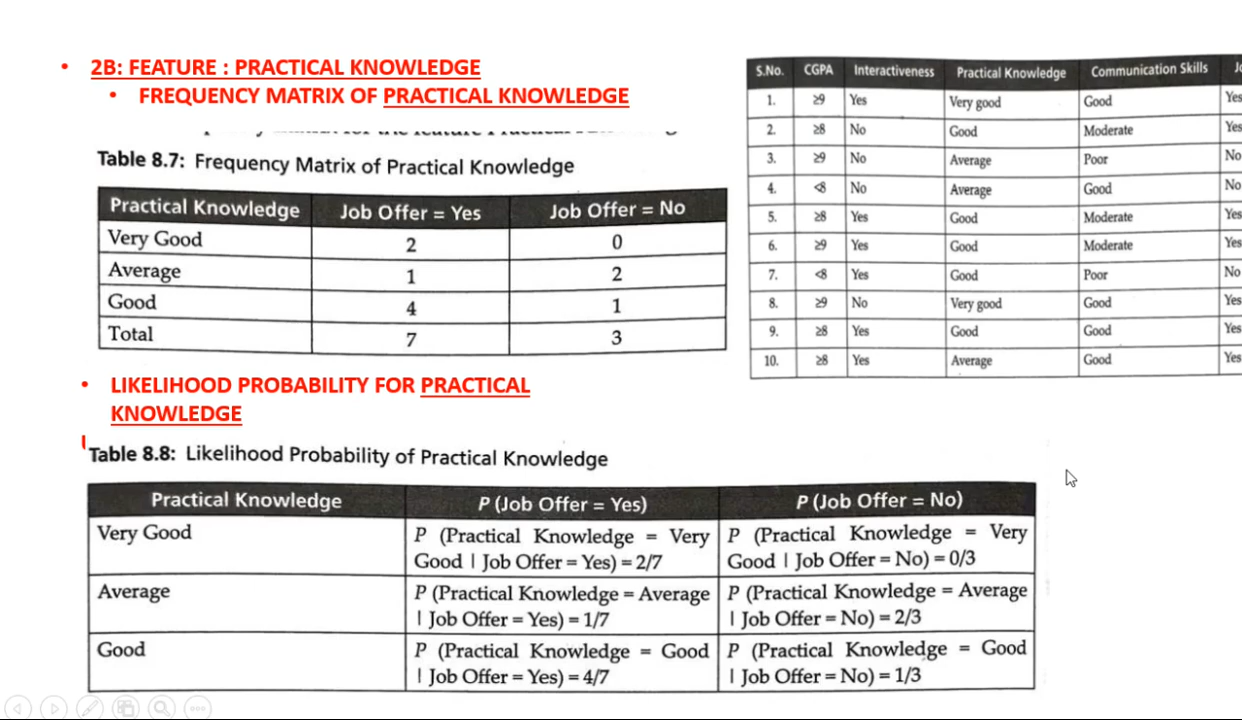 • 2B: FEATURE : PRACTICAL KNOWLEDGE
• FREQUENCY MATRIX OF PRACTICAL KNOWLEDGE
Table 8.7: Frequency Matrix of Practical Knowledge
Practical Knowledge Job Offer = Yes Job Offer = No
Very Good 2 0
Average 1 2
Good 4 1
Total 7 3
• LIKELIHOOD PROBABILITY FOR PRACTICAL
KNOWLEDGE
Table 8.8: Likelihood Probability of Practical Knowledge
Practical Knowledge P (Job Offer = Yes) P (Job Offer = No)
Very Good P (Practical Knowledge = Very P (Practical Knowledge = Very
Good | Job Offer = Yes) = 2/7 Good | Job Offer = No) = 0/3
Average P (Practical Knowledge = Average P (Practical Knowledge = Average
| Job Offer = Yes) = 1/7 | Job Offer = No) = 2/3
Good P (Practical Knowledge = Good P (Practical Knowledge = Good
| Job Offer = Yes) = 4/7 | Job Offer = No) = 1/3
S.No. CGPA Interactiveness Practical Knowledge Communication Skills
1. ≥9 Yes Very good Good Yes
2. ≥8 No Good Moderate Yes
3. ≥9 No Average Poor No
4. <8 No Average Good No
5. ≥8 Yes Good Moderate Yes
6. ≥9 Yes Good Moderate Yes
7. <8 Yes Good Poor No
8. ≥9 No Very good Good Yes
9. ≥8 Yes Good Good Yes
10. ≥8 Yes Average Good Yes